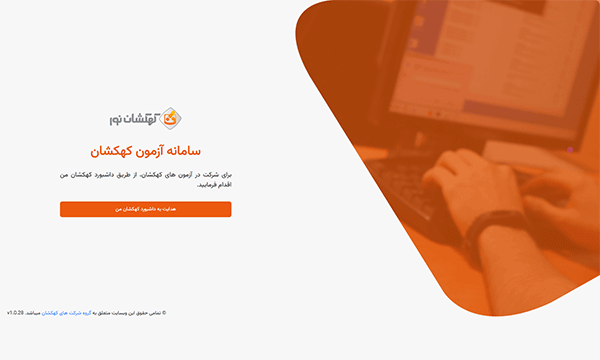 کهکشان نور
سامانه آزمون کهکشان
برای شرکت در آزمون های کهکشان، از طریق داشبورد کهکشان من
اقدام فرمایید.
هدایت به داشبورد کهکشان من
© تمامی حقوق این وبسایت متعلق به گروه شرکت های کهکشان میباشد. v1.0.28